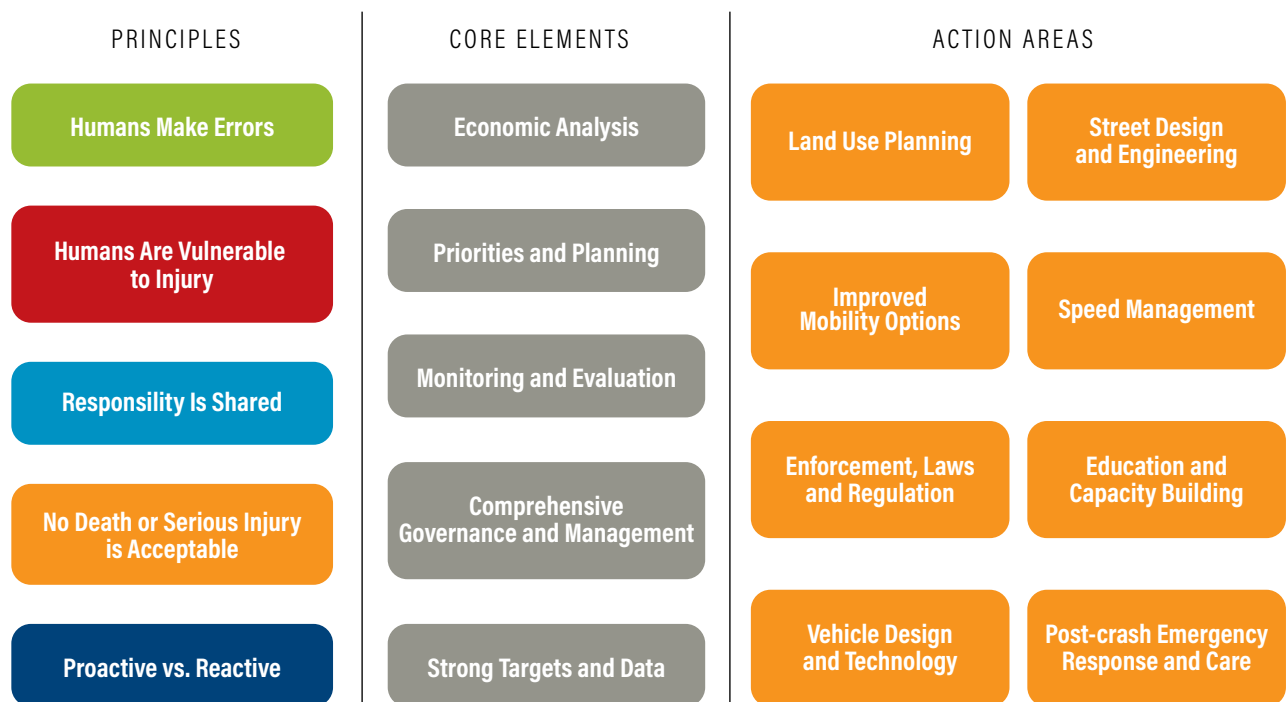 PRINCIPLES
Humans Make Errors
Humans Are Vulnerable
to Injury
Responsility Is Shared
No Death or Serious Injury
is Acceptable
Proactive vs. Reactive
CORE ELEMENTS
Economic Analysis
Priorities and Planning
Monitoring and Evaluation
Comprehensive
Governance and Management
Strong Targets and Data
ACTION AREAS
Land Use Planning
Street Design
and Engineering
Improved
Mobility Options
Speed Management
Enforcement, Laws
and Regulation
Education and
Capacity Building
Vehicle Design
and Technology
Post-crash Emergency
Response and Care